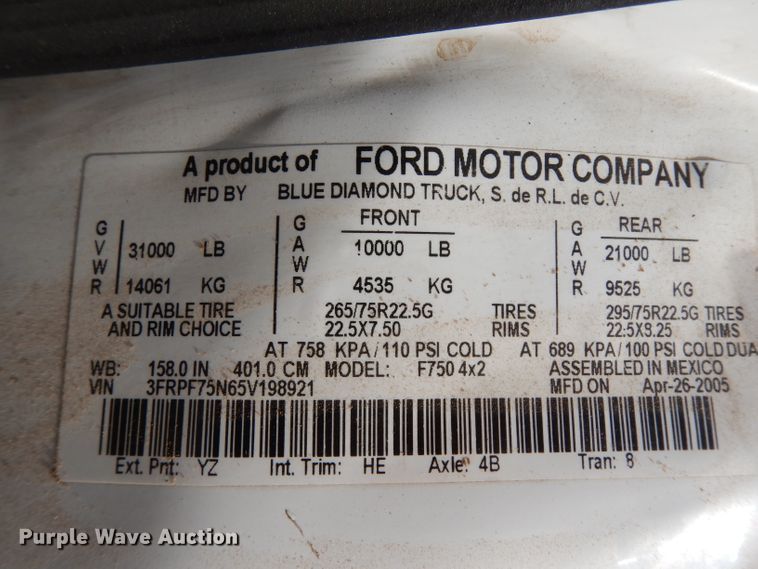 A product of FORD MOTOR COMPANY
MFD BY BLUE DIAMOND TRUCK, S. de R.L. de C.V.
GVWR 31000 LB 14061 KG
FRONT GAWR 10000 LB 4535 KG
REAR GAWR 21000 LB 9525 KG
A SUITABLE TIRE 265/75R22.5G TIRES 295/75R22.5G TIRES
AND RIM CHOICE 22.5X7.50 RIMS 22.5X8.25 RIMS
AT 758 KPA/110 PSI COLD AT 689 KPA/100 PSI COLD DUA
WB: 158.0 IN 401.0 CM MODEL: F750 4x2 ASSEMBLED IN MEXICO
VIN 3FRPF75N65V198921 MFD ON Apr-26-2005
Ext. Pnt: YZ Int. Trim: HE Axle: 4B Tran: 8
Purple Wave Auction